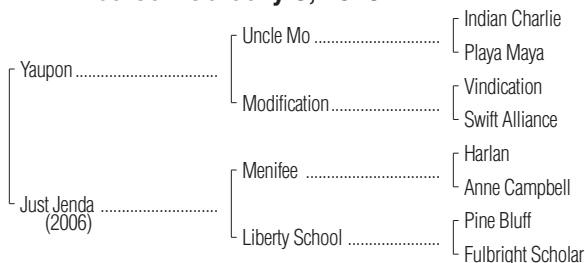 Indian Charlie
Uncle Mo
Playa Maya
Yaupon
Vindication
Modification
Swift Alliance
Harlan
Menifee
Anne Campbell
Just Jenda
(2006)
Pine Bluff
Liberty School
Fulbright Scholar